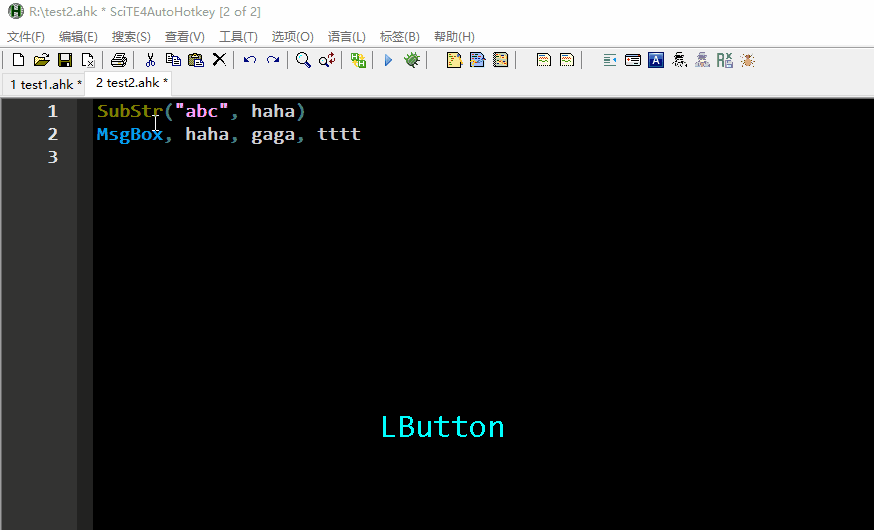 R:\test2.ahk * SciTE4AutoHotkey [2 of 2]
文件(F) 编辑(E) 搜索(S) 查看(V) 工具(T) 选项(O) 语言(L) 标签(B) 帮助(H)
1 test1.ahk * 2 test2.ahk *
1 SubStr("abc", haha)
2 MsgBox, haha, gaga, tttt
3
LButton